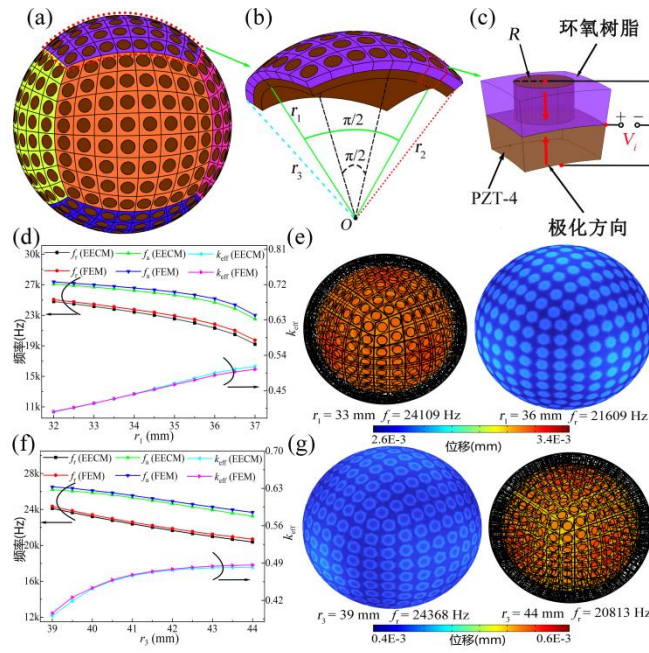 (a)
(b)
(c)
R
环氧树脂
r1
π/2
π/2
r3
r2
O
+ −
Vi
PZT-4
极化方向
(d)
30k
27k
23k
19k
15k
11k
频率(Hz)
fr (EECM) fa (EECM) keff (EECM)
fr (FEM) fa (FEM) keff (FEM)
0.81
0.72
0.63
0.54
0.45
keff
32 33 34 35 36 37
r1 (mm)
(e)
r1 = 33 mm fr = 24109 Hz
r1 = 36 mm fr = 21609 Hz
2.6E-3
位移(mm)
3.4E-3
(f)
28k
24k
20k
16k
12k
频率(Hz)
fr (EECM) fa (EECM) keff (EECM)
fr (FEM) fa (FEM) keff (FEM)
0.70
0.63
0.56
0.49
0.42
keff
39 40 41 42 43 44
r3 (mm)
(g)
r3 = 39 mm fr = 24368 Hz
r3 = 44 mm fr = 20813 Hz
0.4E-3
位移(mm)
0.6E-3